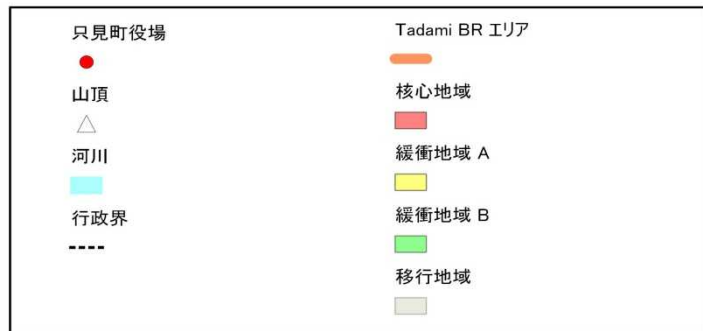 只見町役場
山頂
河川
行政界
Tadami BR エリア
核心地域
緩衝地域 A
緩衝地域 B
移行地域